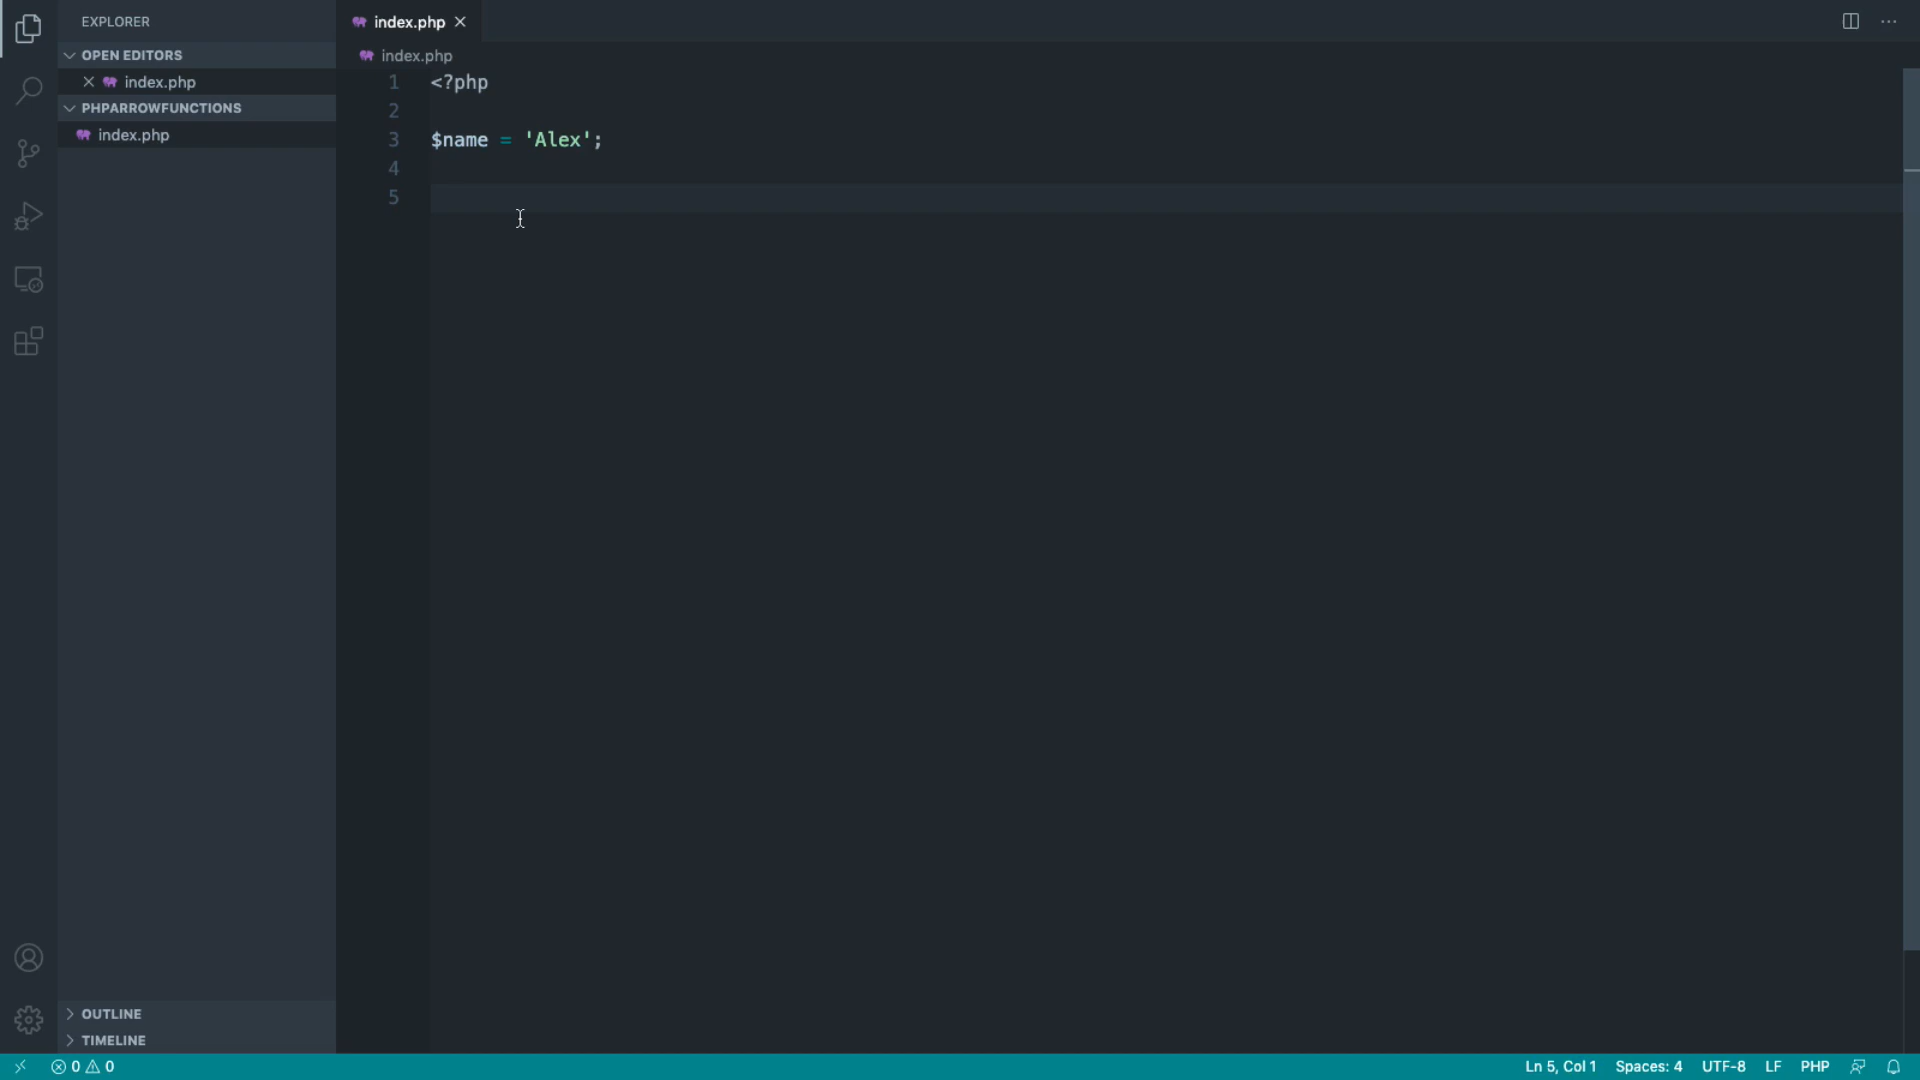 EXPLORER
OPEN EDITORS
index.php
PHPARROWFUNCTIONS
index.php
OUTLINE
TIMELINE
index.php
index.php
1 <?php
2
3 $name = 'Alex';
4
5
0 0
Ln 5, Col 1 Spaces: 4 UTF-8 LF PHP